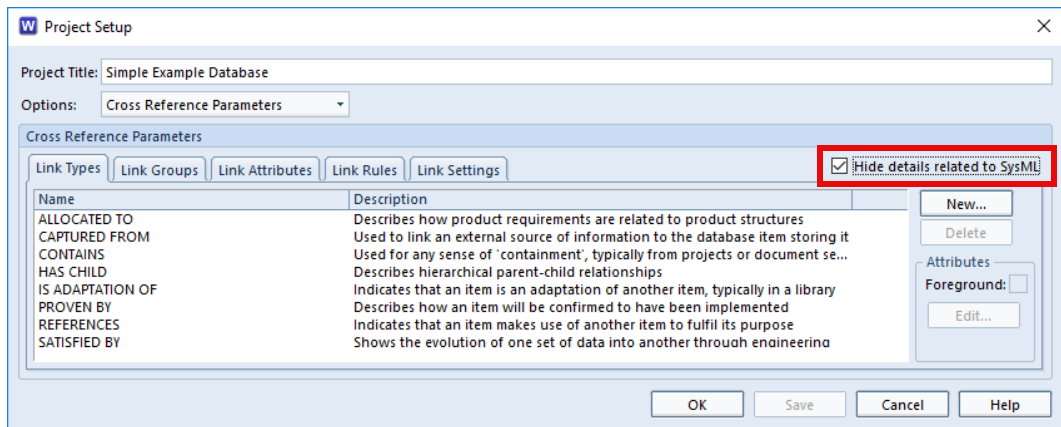 W Project Setup
Project Title: Simple Example Database
Options: Cross Reference Parameters
Cross Reference Parameters
Link Types Link Groups Link Attributes Link Rules Link Settings Hide details related to SysML
Name Description
ALLOCATED TO Describes how product requirements are related to product structures
CAPTURED FROM Used to link an external source of information to the database item storing it
CONTAINS Used for any sense of 'containment', typically from projects or document se...
HAS CHILD Describes hierarchical parent-child relationships
IS ADAPTATION OF Indicates that an item is an adaptation of another item, typically in a library
PROVEN BY Describes how an item will be confirmed to have been implemented
REFERENCES Indicates that an item makes use of another item to fulfil its purpose
SATISFIED BY Shows the evolution of one set of data into another through engineering
New...
Delete
Attributes
Foreground:
Edit...
OK Save Cancel Help